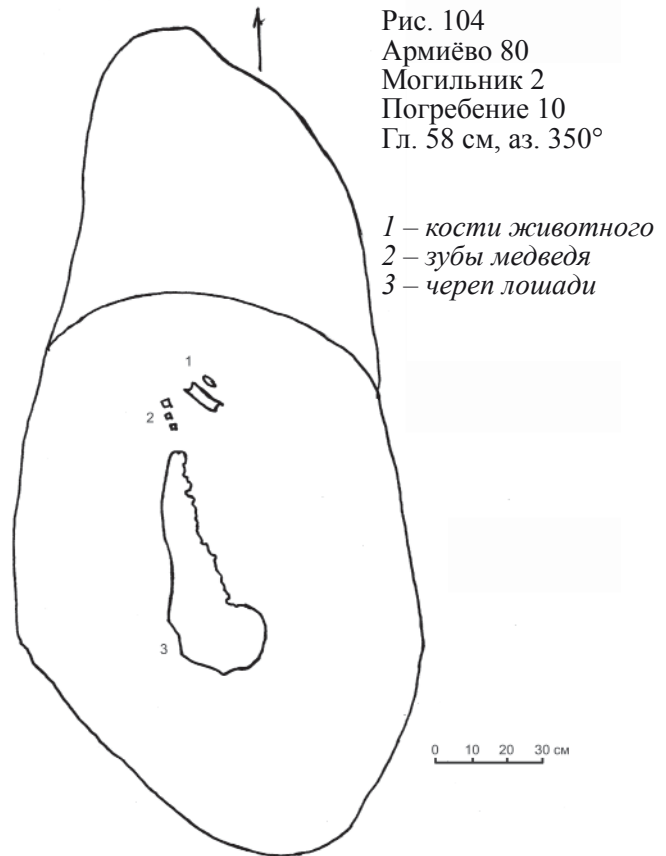 Рис. 104
Армиёво 80
Могильник 2
Погребение 10
Гл. 58 см, аз. 350°
1 – кости животного
2 – зубы медведя
3 – череп лошади
1
2
3
0 10 20 30 см